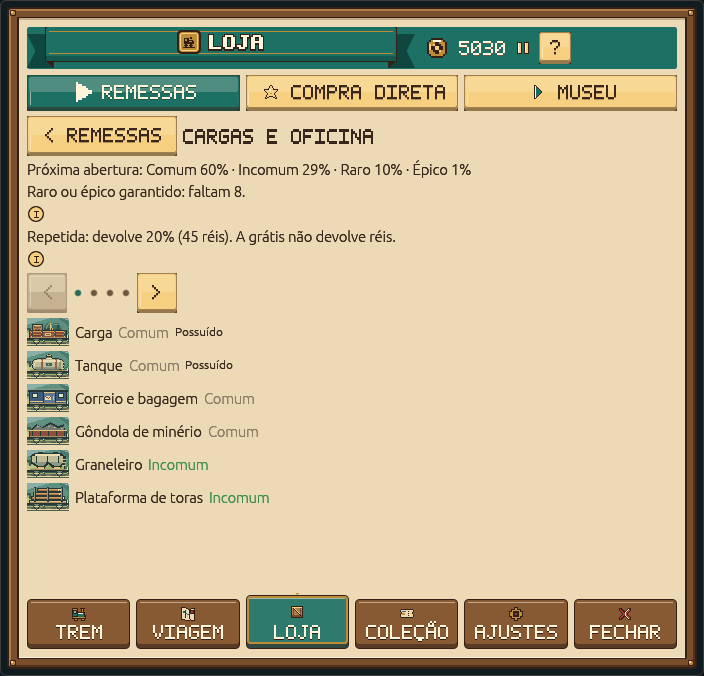 LOJA
5030
?
REMESSAS
COMPRA DIRETA
MUSEU
REMESSAS
CARGAS E OFICINA
Próxima abertura: Comum 60% · Incomum 29% · Raro 10% · Épico 1%
Raro ou épico garantido: faltam 8.
I
Repetida: devolve 20% (45 réis). A grátis não devolve réis.
I
Carga Comum Possuído
Tanque Comum Possuído
Correio e bagagem Comum
Gôndola de minério Comum
Graneleiro Incomum
Plataforma de toras Incomum
TREM
VIAGEM
LOJA
COLEÇÃO
AJUSTES
FECHAR